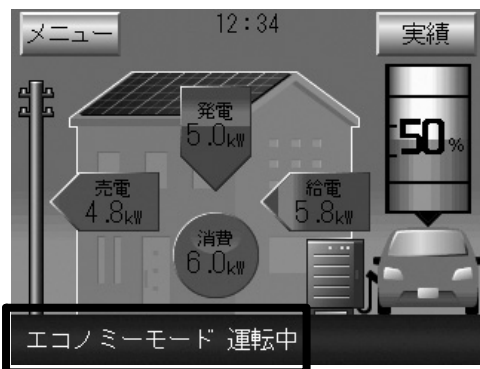 メニュー
12:34
実績
発電
5.0kW
50%
売電
4.8kW
給電
5.8kW
消費
6.0kW
エコノミーモード 運転中